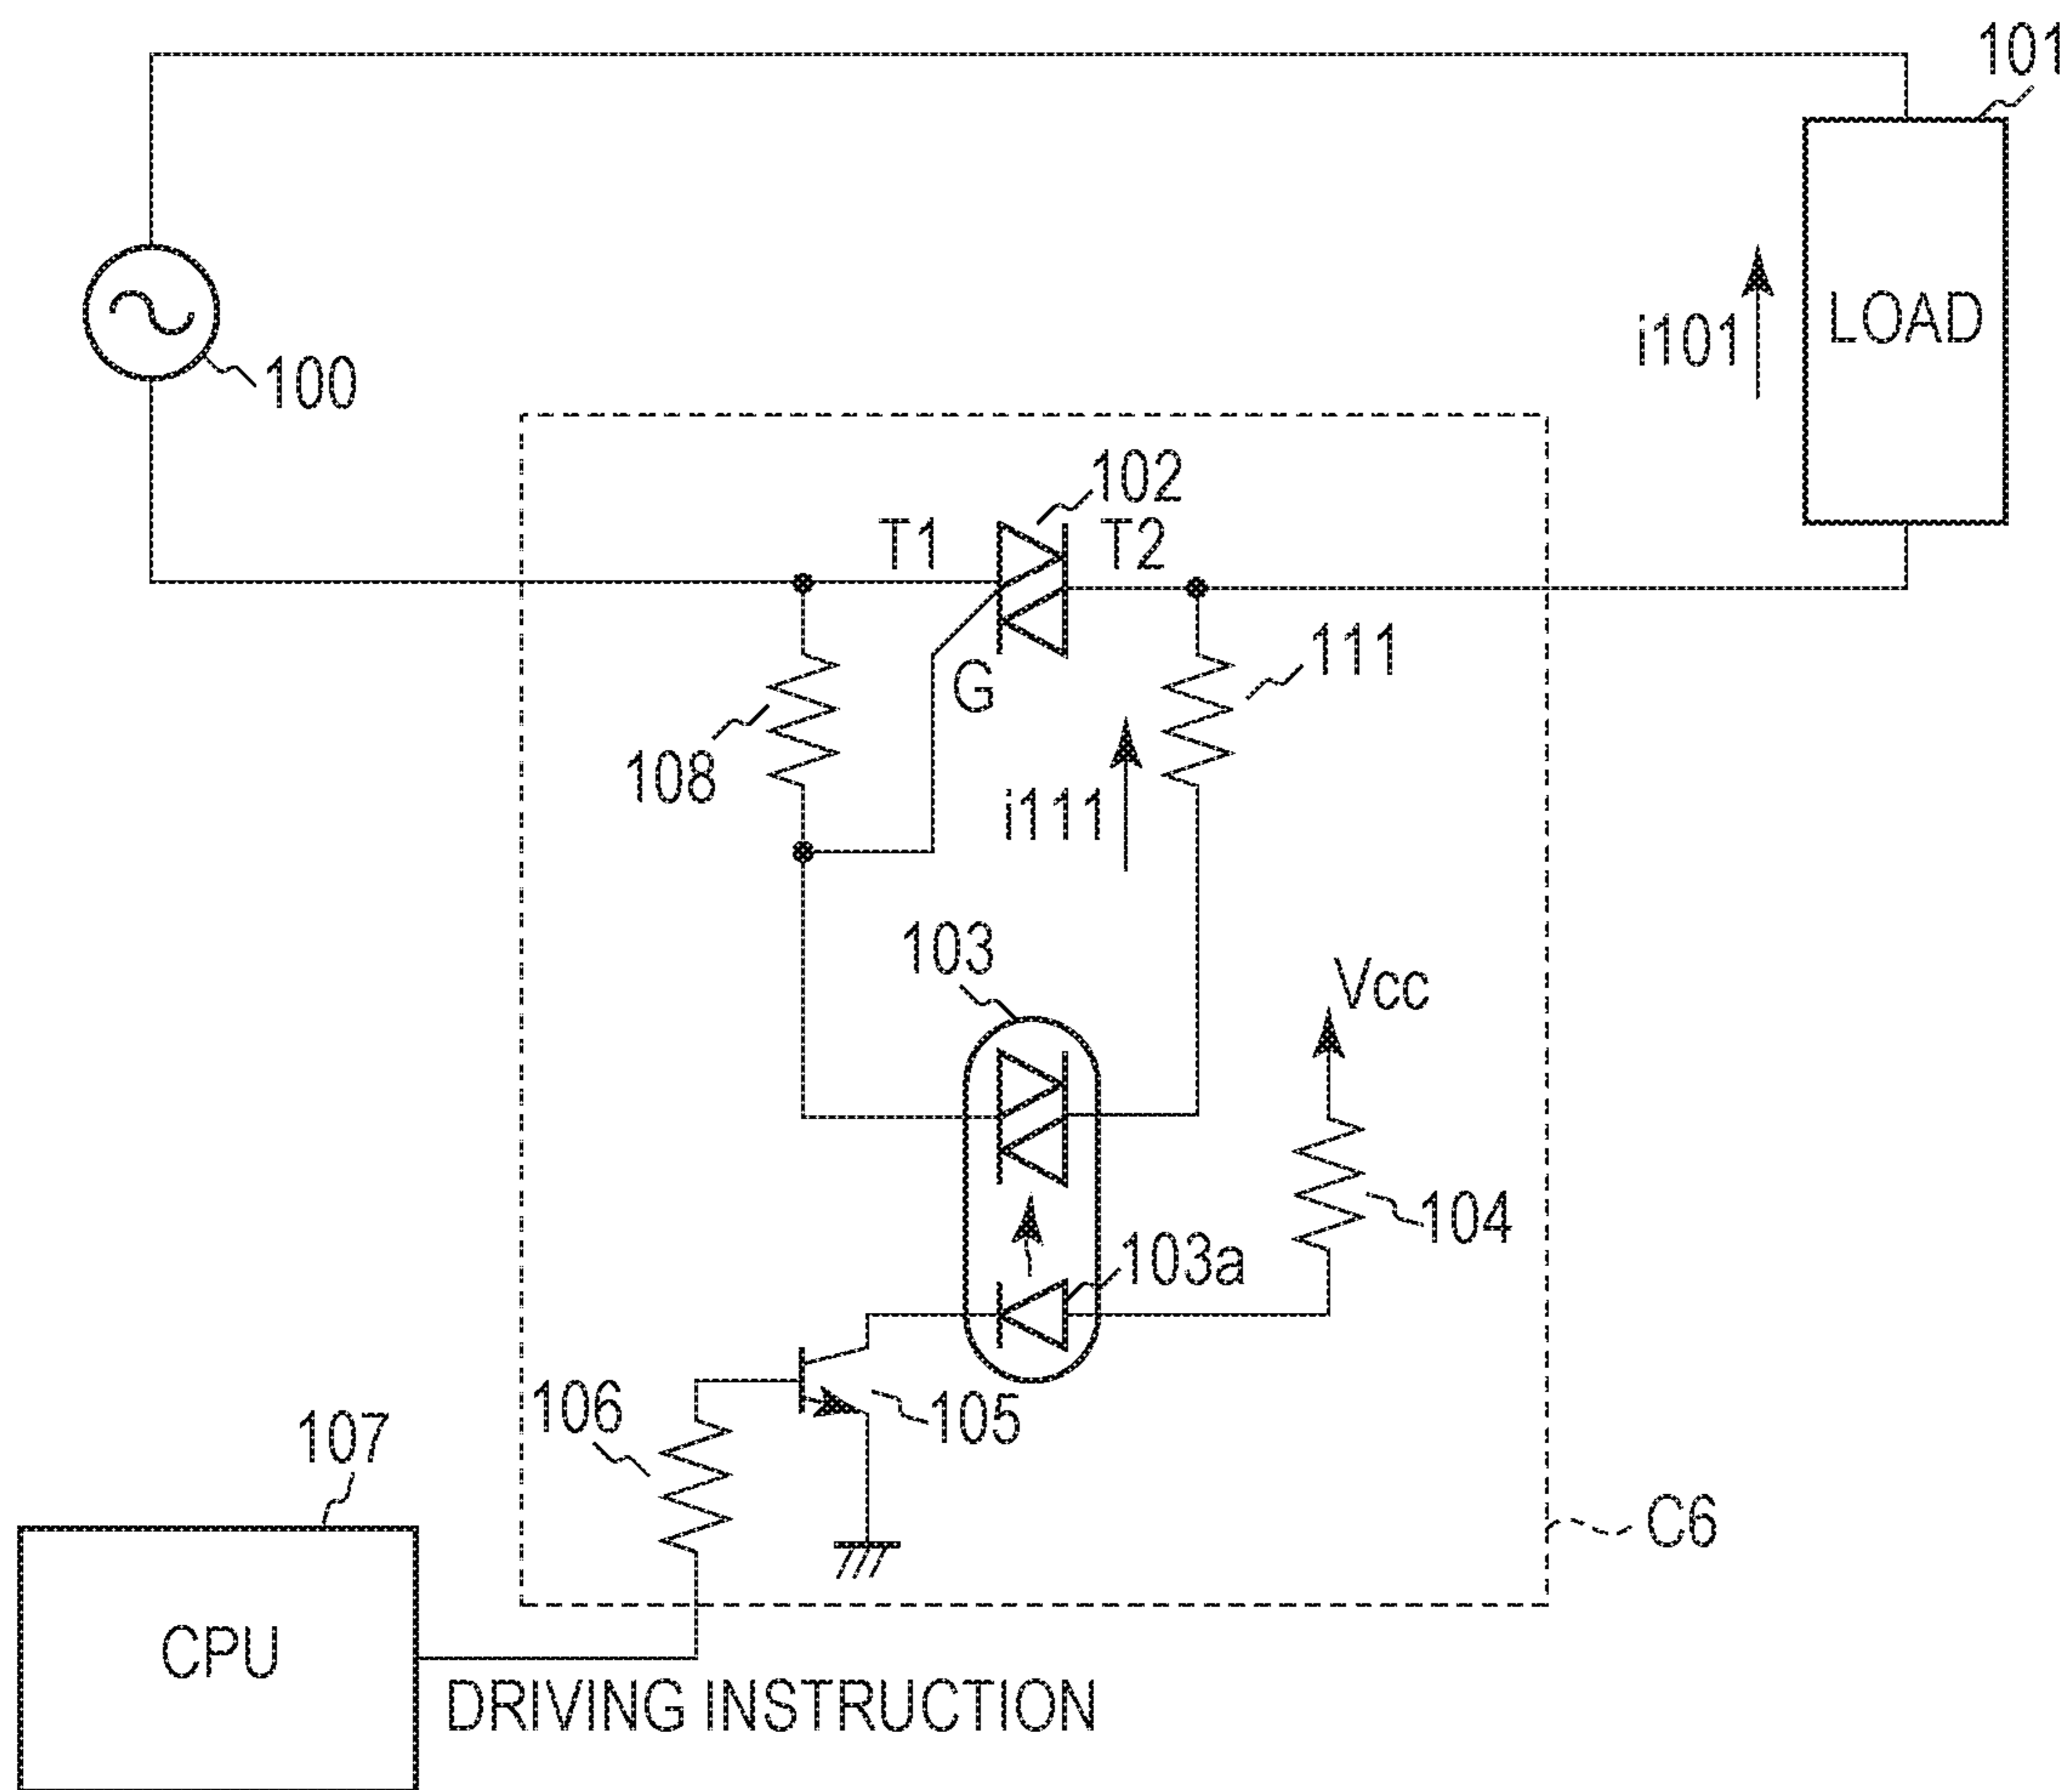 101
LOAD
i101
100
102
T1
T2
G
111
108
i111
103
Vcc
104
103a
106
105
107
C6
CPU
DRIVING INSTRUCTION